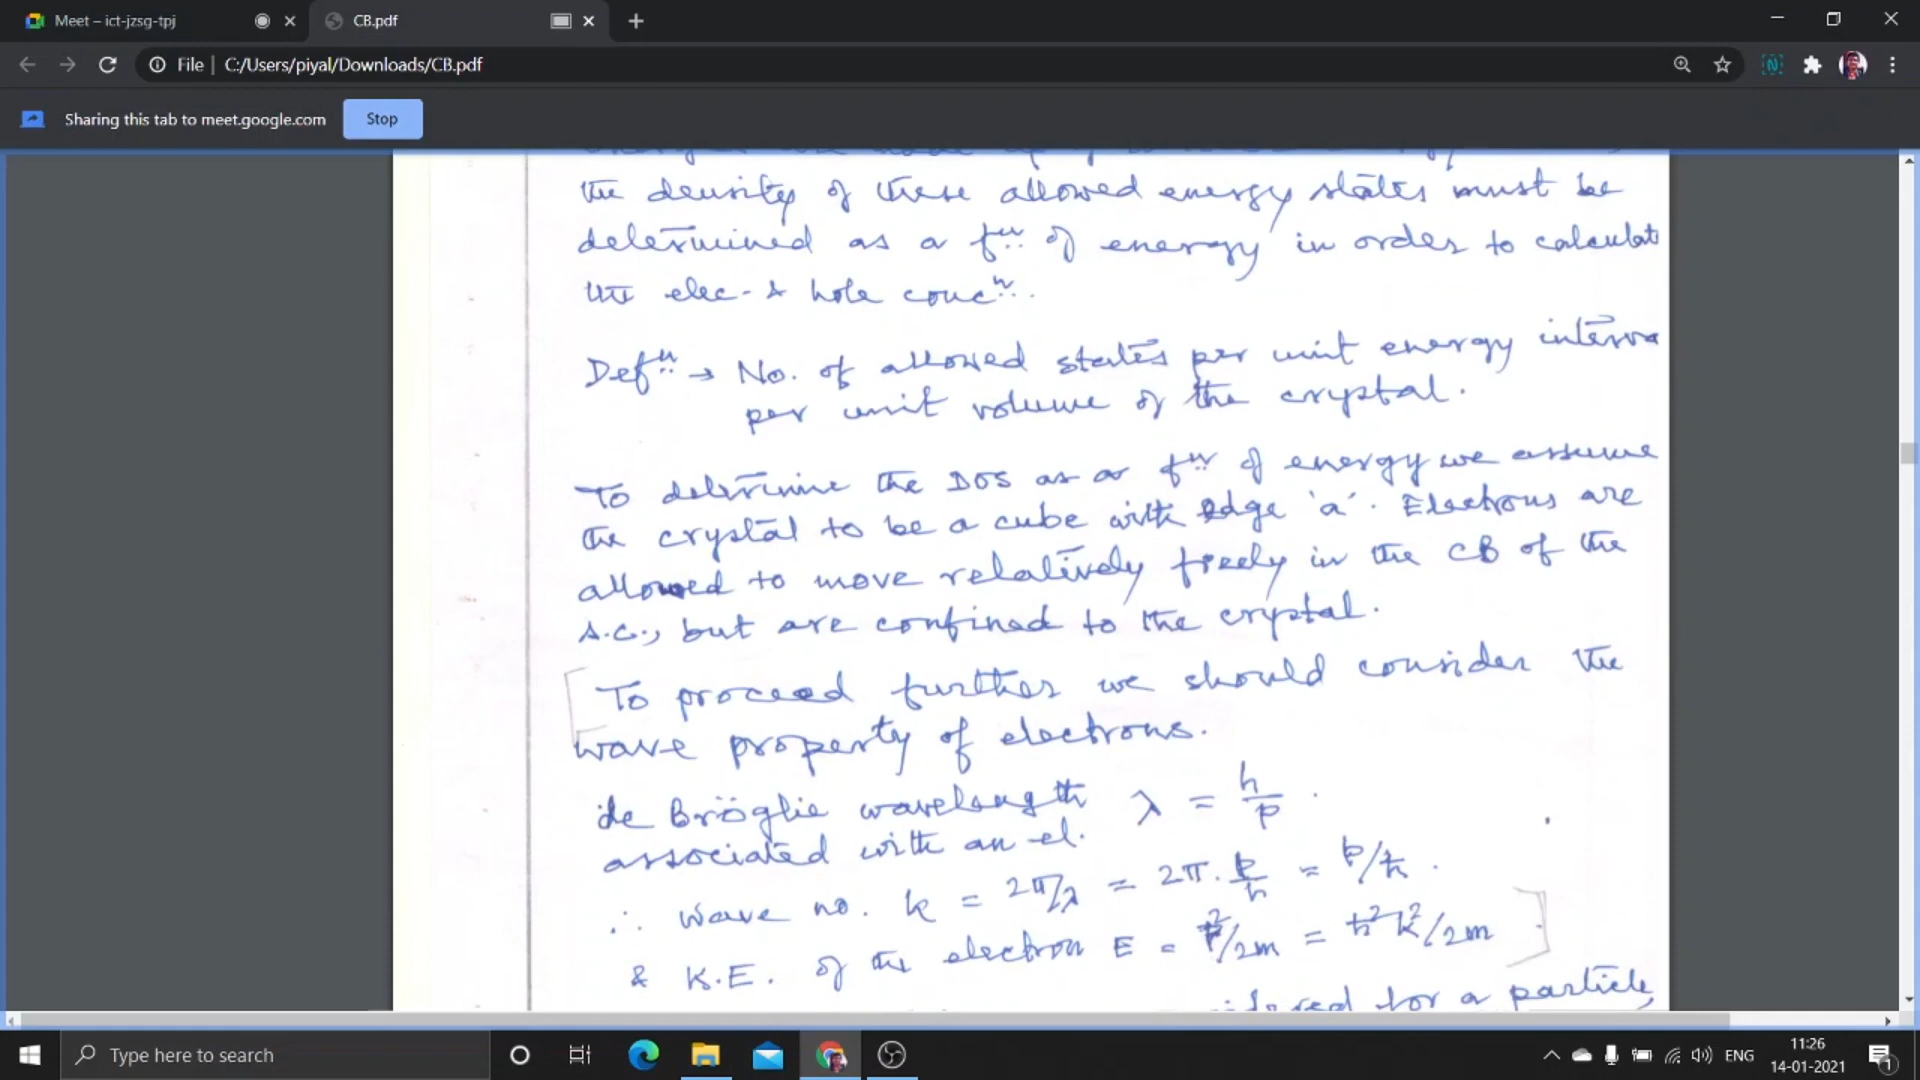 Meet – ict-jzsg-tpj
CB.pdf
File | C:/Users/piyal/Downloads/CB.pdf
Sharing this tab to meet.google.com
Stop
the density of these allowed energy states must be
determined as a fⁿ of energy in order to calculat
the elec- & hole concⁿ.
Defⁿ → No. of allowed states per unit energy interva
per unit volume of the crystal.
To determine the DOS as a fⁿ of energy we assume
the crystal to be a cube with edge 'a'. Electrons are
allowed to move relatively freely in the CB of the
s.c., but are confined to the crystal.
[To proceed further we should consider the
wave property of electrons.
de Bröglie wavelength λ = h/p.
associated with an el.
∴ wave no. k = 2π/λ = 2π. p/h = p/ħ.
& K.E. of the electron E = p²/2m = ħ²k²/2m ]
for a particle,
Type here to search
ENG
11:26
14-01-2021
1